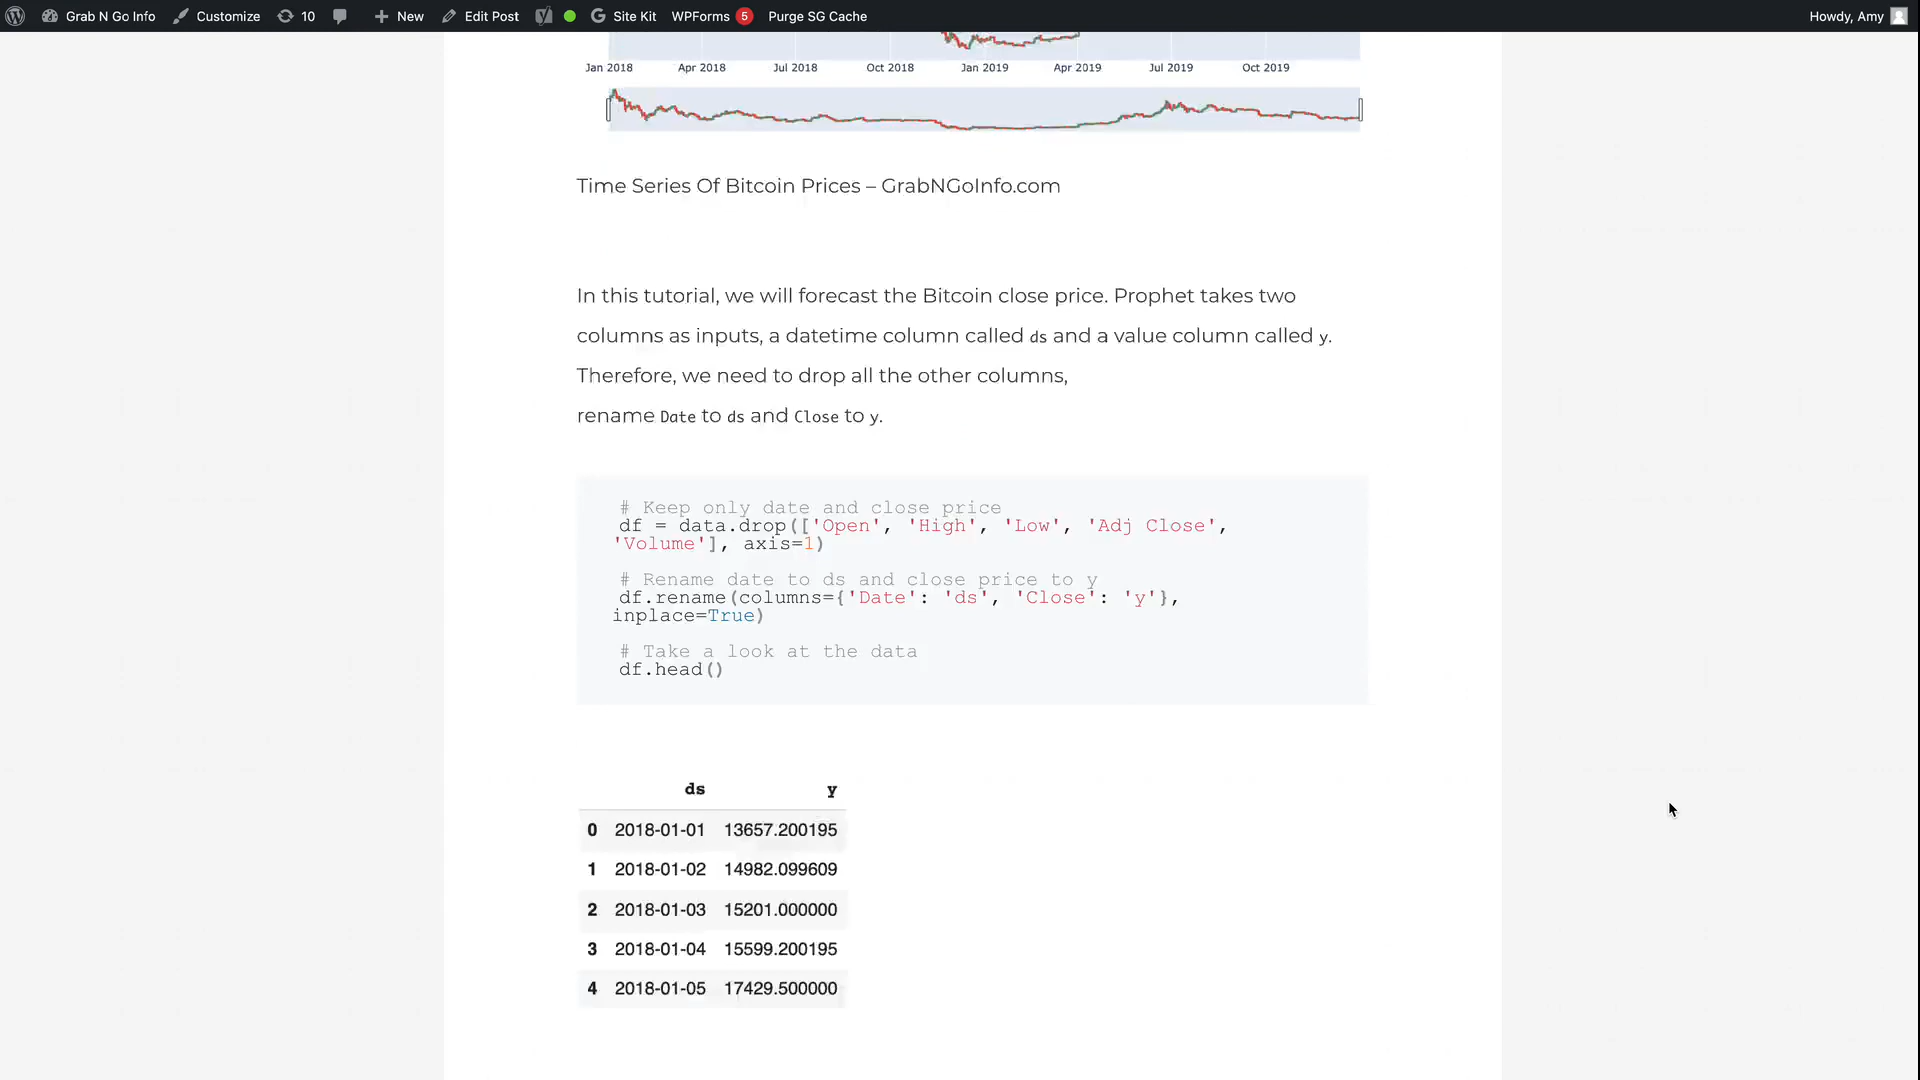 Grab N Go Info Customize 10 New Edit Post Site Kit WPForms 5 Purge SG Cache Howdy, Amy
Jan 2018 Apr 2018 Jul 2018 Oct 2018 Jan 2019 Apr 2019 Jul 2019 Oct 2019
Time Series Of Bitcoin Prices – GrabNGoInfo.com
In this tutorial, we will forecast the Bitcoin close price. Prophet takes two
columns as inputs, a datetime column called ds and a value column called y.
Therefore, we need to drop all the other columns,
rename Date to ds and Close to y.
# Keep only date and close price
df = data.drop(['Open', 'High', 'Low', 'Adj Close',
'Volume'], axis=1)
# Rename date to ds and close price to y
df.rename(columns={'Date': 'ds', 'Close': 'y'},
inplace=True)
# Take a look at the data
df.head()
ds y
0 2018-01-01 13657.200195
1 2018-01-02 14982.099609
2 2018-01-03 15201.000000
3 2018-01-04 15599.200195
4 2018-01-05 17429.500000